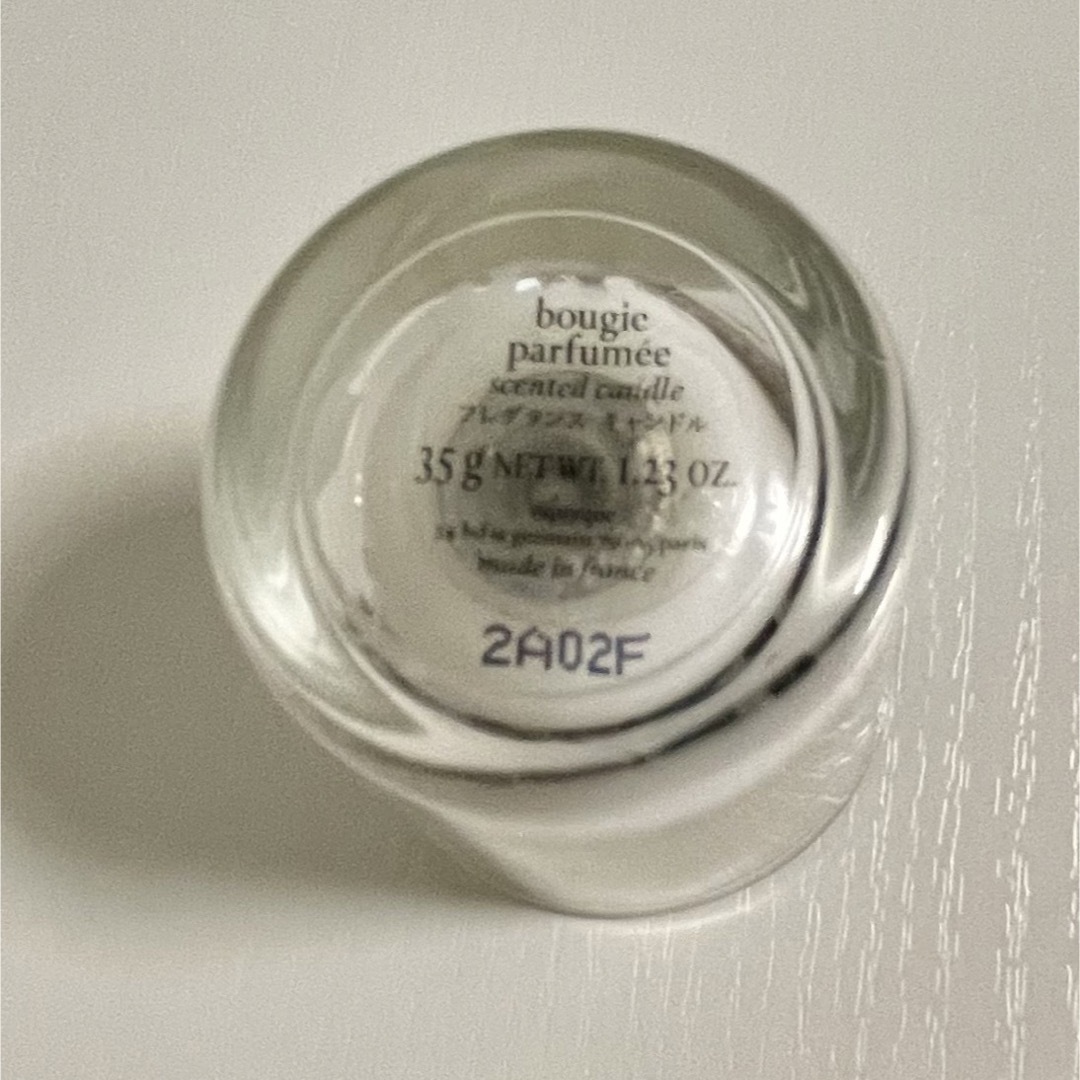 bougie
parfumée
scented candle
フレグランス キャンドル
35 g NET WT. 1.23 OZ.
made in france
2A02F